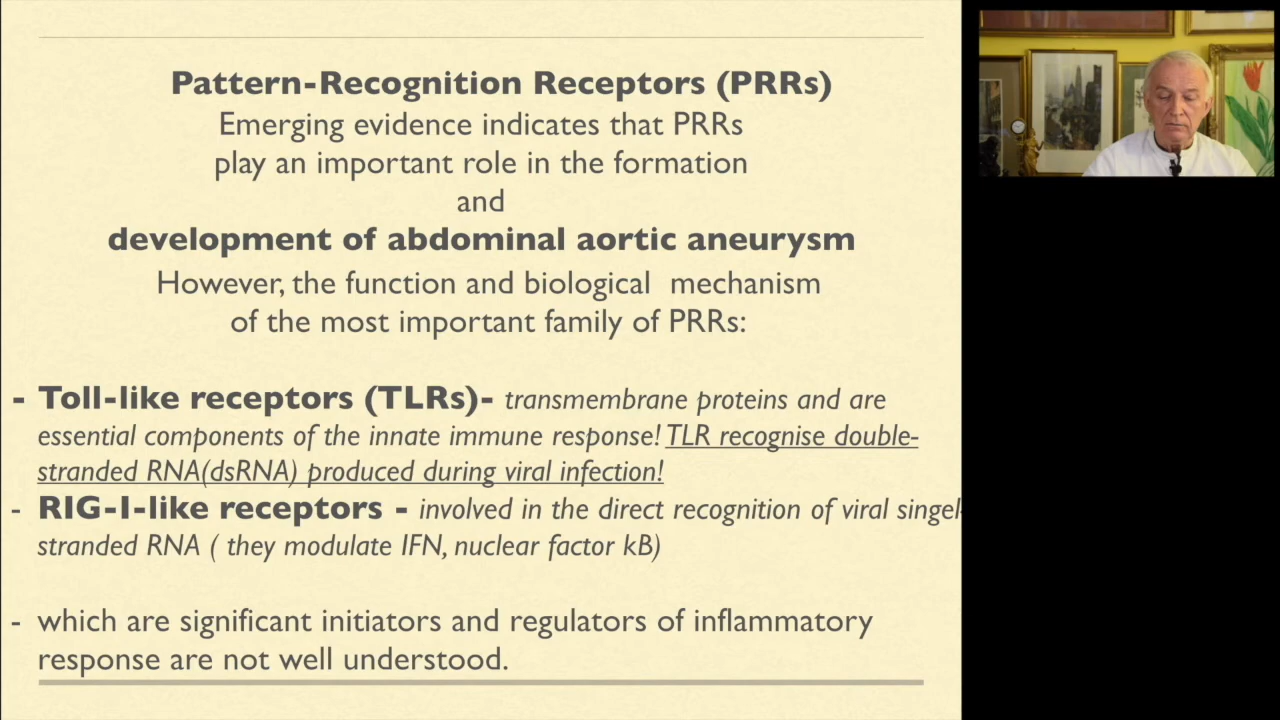 Pattern-Recognition Receptors (PRRs)
Emerging evidence indicates that PRRs
play an important role in the formation
and
development of abdominal aortic aneurysm
However, the function and biological  mechanism
of the most important family of PRRs:
- Toll-like receptors (TLRs)- transmembrane proteins and are
essential components of the innate immune response! TLR recognise double-
stranded RNA(dsRNA) produced during viral infection!
- RIG-I-like receptors - involved in the direct recognition of viral singel-
stranded RNA ( they modulate IFN, nuclear factor kB)
- which are significant initiators and regulators of inflammatory
response are not well understood.